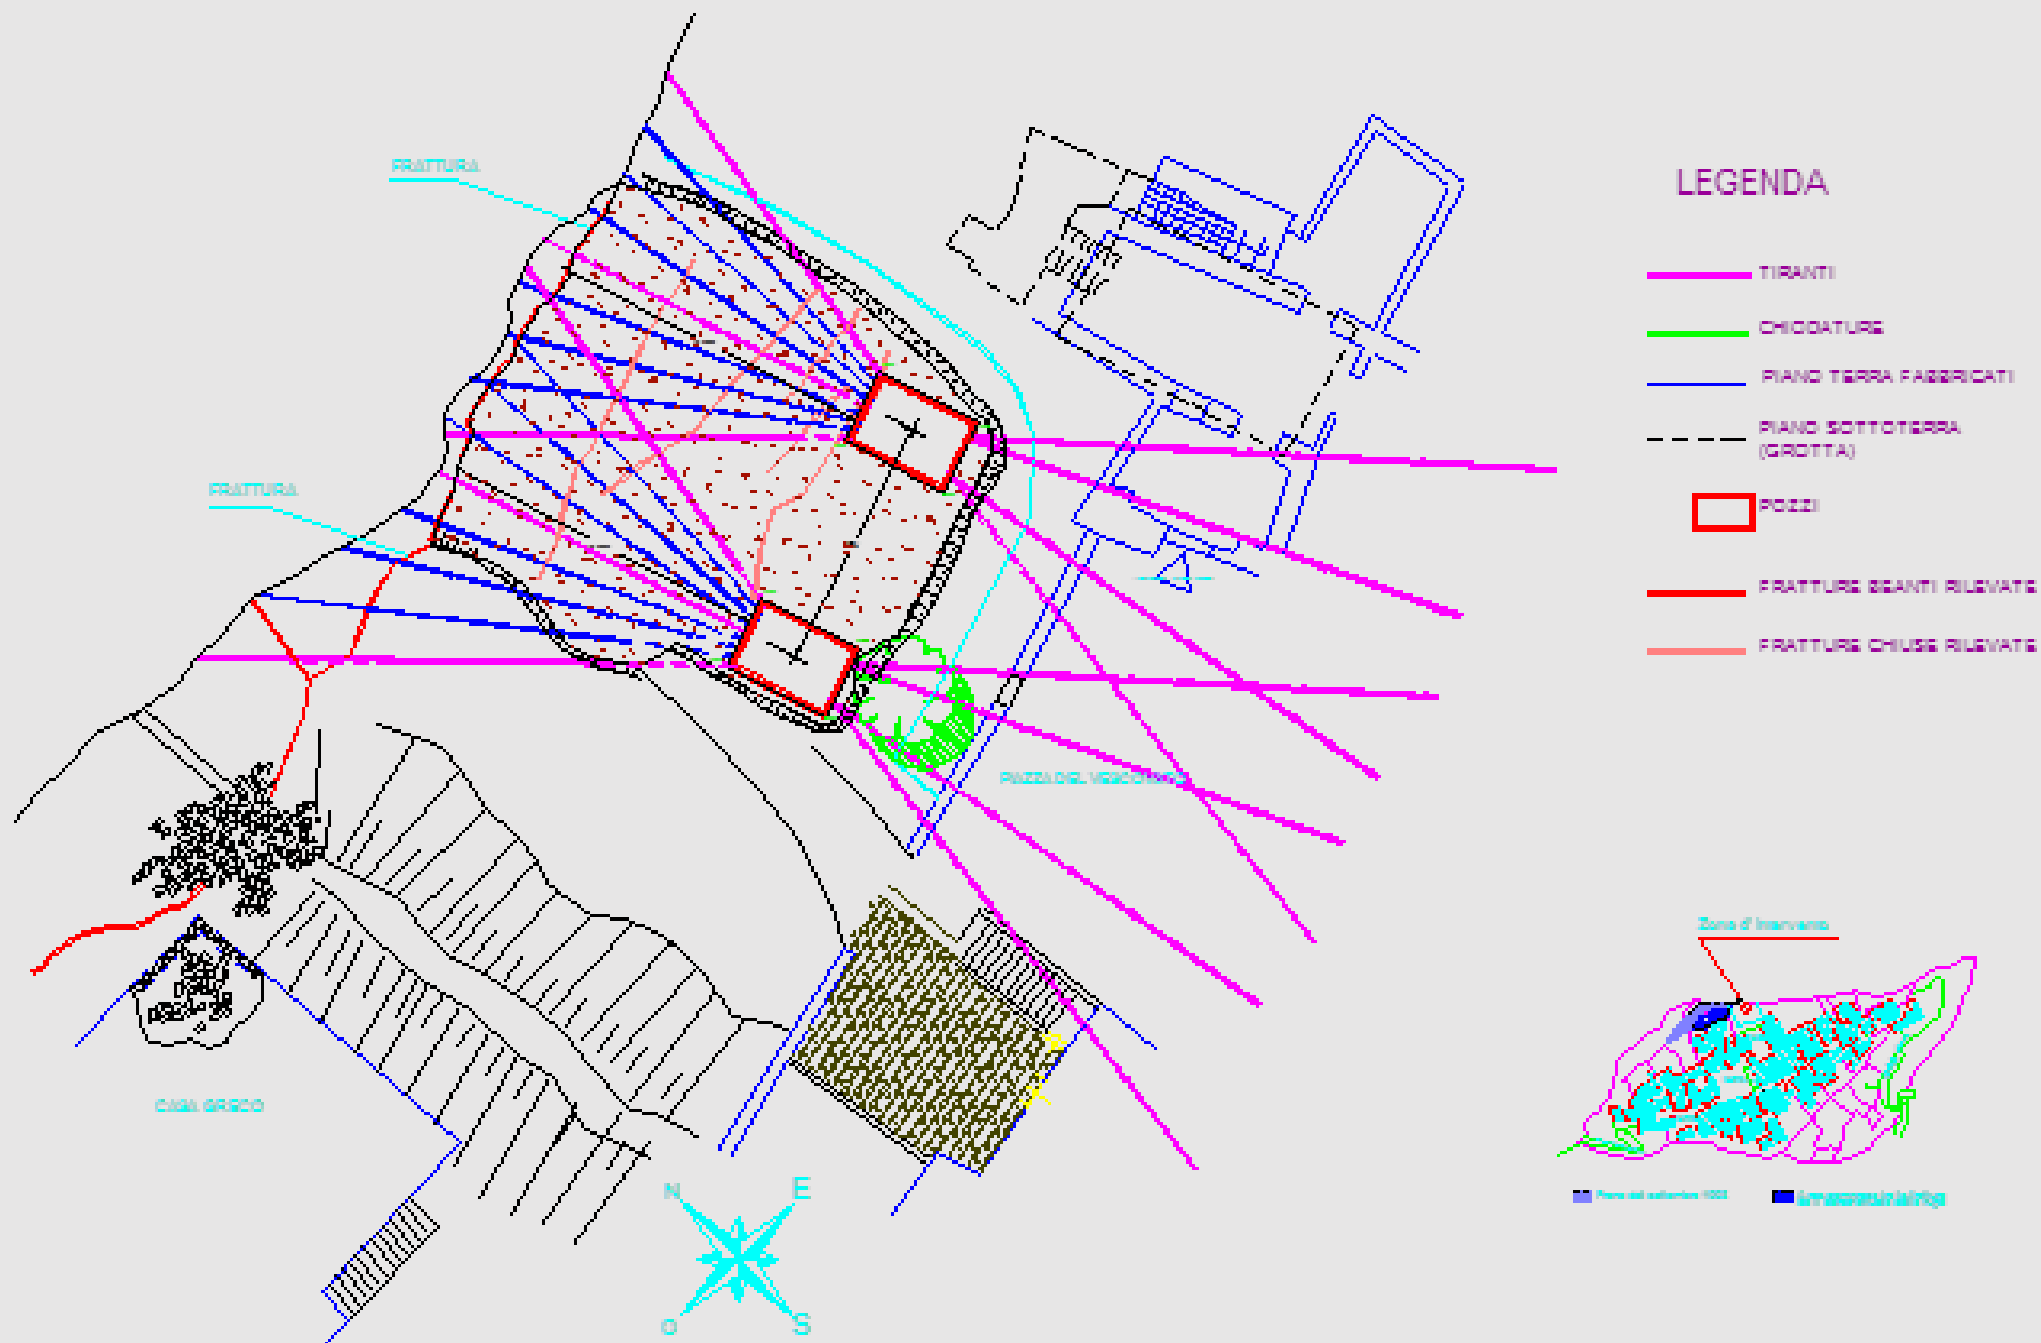 FRATTURA
LEGENDA
TIRANTI
CHIODATURE
PIANO TERRA FABBRICATI
PIANO SOTTOTERRA
(GROTTA)
FRATTURA
POZZI
FRATTURE BEANTI RILEVATE
FRATTURE CHIUSE RILEVATE
PIAZZA DEL VESCOVADO
Zona d'intervento
CASA GRECO
N
E
O
S